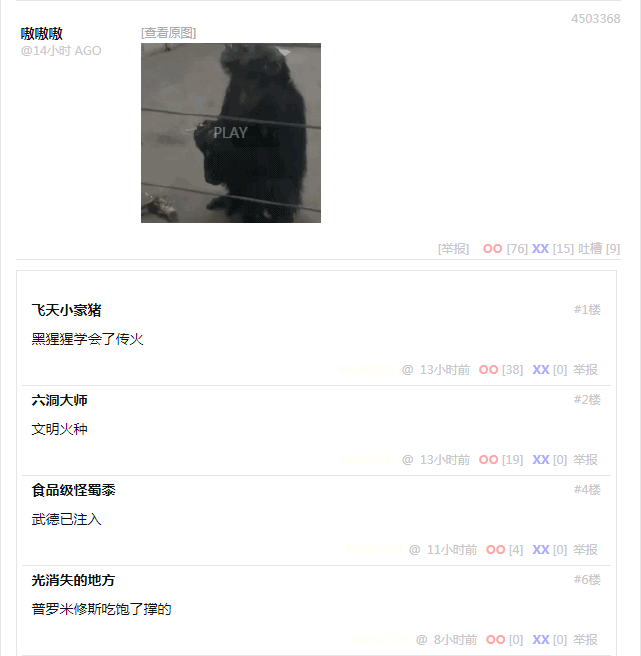 4503368
嗷嗷嗷
@14小时 AGO
[查看原图]
PLAY
[举报] OO [76] XX [15] 吐槽 [9]
飞天小豪猪 #1楼
黑猩猩学会了传火
@ 13小时前 OO [38] XX [0] 举报
六洞大师 #2楼
文明火种
@ 13小时前 OO [19] XX [0] 举报
食品级怪蜀黍 #4楼
武德已注入
@ 11小时前 OO [4] XX [0] 举报
光消失的地方 #6楼
普罗米修斯吃饱了撑的
@ 8小时前 OO [0] XX [0] 举报